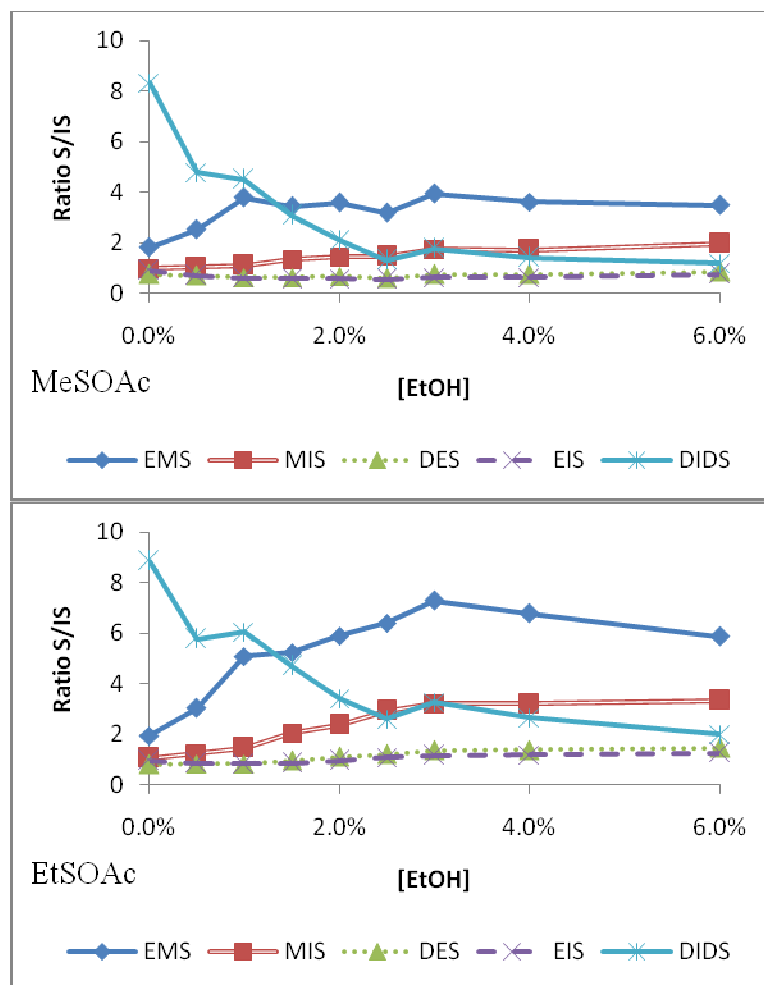 10
8
6
4
2
0
Ratio S/IS
0.0% 2.0% 4.0% 6.0%
[EtOH]
MeSOAc
EMS MIS DES EIS DIDS
10
8
6
4
2
0
Ratio S/IS
0.0% 2.0% 4.0% 6.0%
[EtOH]
EtSOAc
EMS MIS DES EIS DIDS